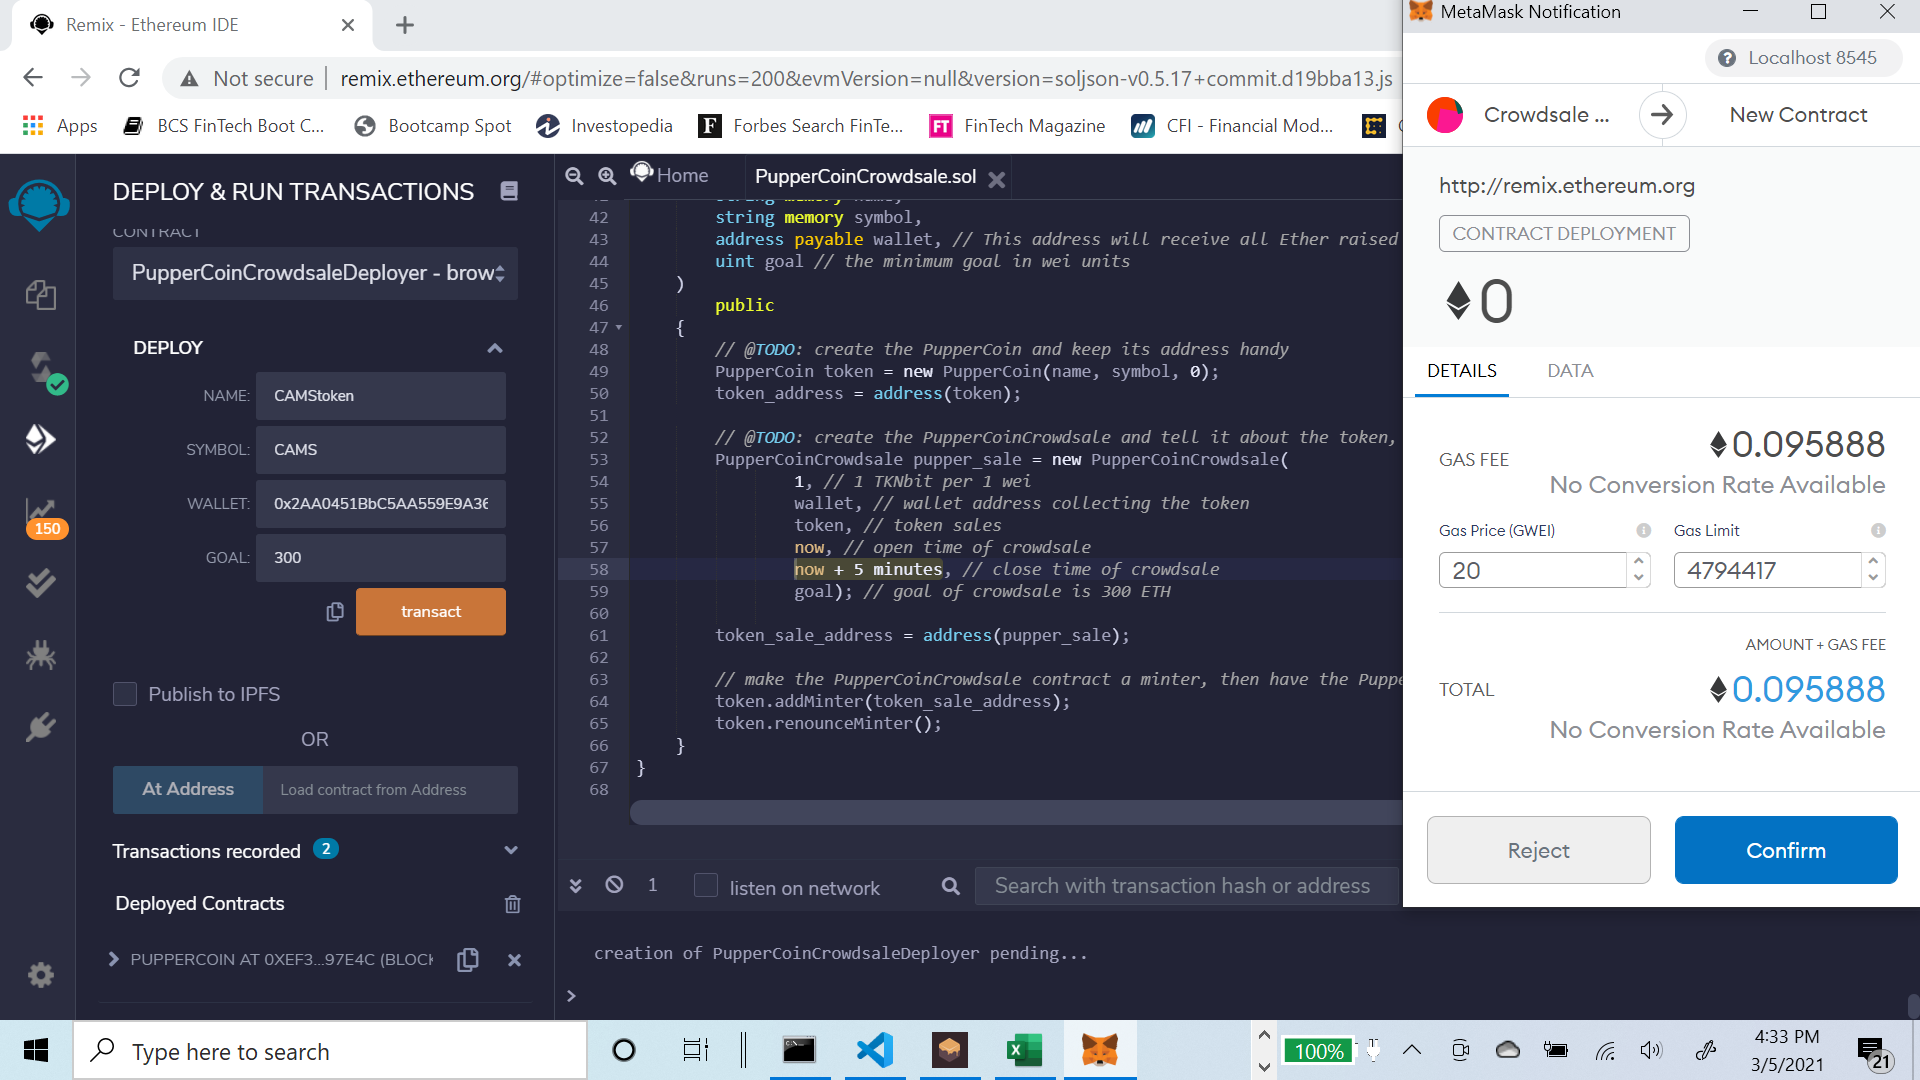 Remix - Ethereum IDE
Not secure
remix.ethereum.org/#optimize=false&runs=200&evmVersion=null&version=soljson-v0.5.17+commit.d19bba13.js
Apps
BCS FinTech Boot C...
Bootcamp Spot
Investopedia
Forbes Search FinTe...
FinTech Magazine
CFI - Financial Mod...
DEPLOY & RUN TRANSACTIONS
CONTRACT
PupperCoinCrowdsaleDeployer - brow
DEPLOY
NAME:
CAMStoken
SYMBOL:
CAMS
WALLET:
0x2AA0451BbC5AA559E9A36
GOAL:
300
transact
Publish to IPFS
OR
At Address
Load contract from Address
Transactions recorded 2
Deployed Contracts
PUPPERCOIN AT 0XEF3...97E4C (BLOCK
150
Home
PupperCoinCrowdsale.sol
42 string memory symbol,
43 address payable wallet, // This address will receive all Ether raised
44 uint goal // the minimum goal in wei units
45 )
46 public
47 {
48 // @TODO: create the PupperCoin and keep its address handy
49 PupperCoin token = new PupperCoin(name, symbol, 0);
50 token_address = address(token);
51
52 // @TODO: create the PupperCoinCrowdsale and tell it about the token,
53 PupperCoinCrowdsale pupper_sale = new PupperCoinCrowdsale(
54 1, // 1 TKNbit per 1 wei
55 wallet, // wallet address collecting the token
56 token, // token sales
57 now, // open time of crowdsale
58 now + 5 minutes, // close time of crowdsale
59 goal); // goal of crowdsale is 300 ETH
60
61 token_sale_address = address(pupper_sale);
62
63 // make the PupperCoinCrowdsale contract a minter, then have the Puppe
64 token.addMinter(token_sale_address);
65 token.renounceMinter();
66 }
67 }
68
1
listen on network
Search with transaction hash or address
creation of PupperCoinCrowdsaleDeployer pending...
>
MetaMask Notification
Localhost 8545
Crowdsale ...
New Contract
http://remix.ethereum.org
CONTRACT DEPLOYMENT
0
DETAILS
DATA
GAS FEE
0.095888
No Conversion Rate Available
Gas Price (GWEI)
Gas Limit
20
4794417
AMOUNT + GAS FEE
TOTAL
0.095888
No Conversion Rate Available
Reject
Confirm
Type here to search
100%
4:33 PM
3/5/2021
21